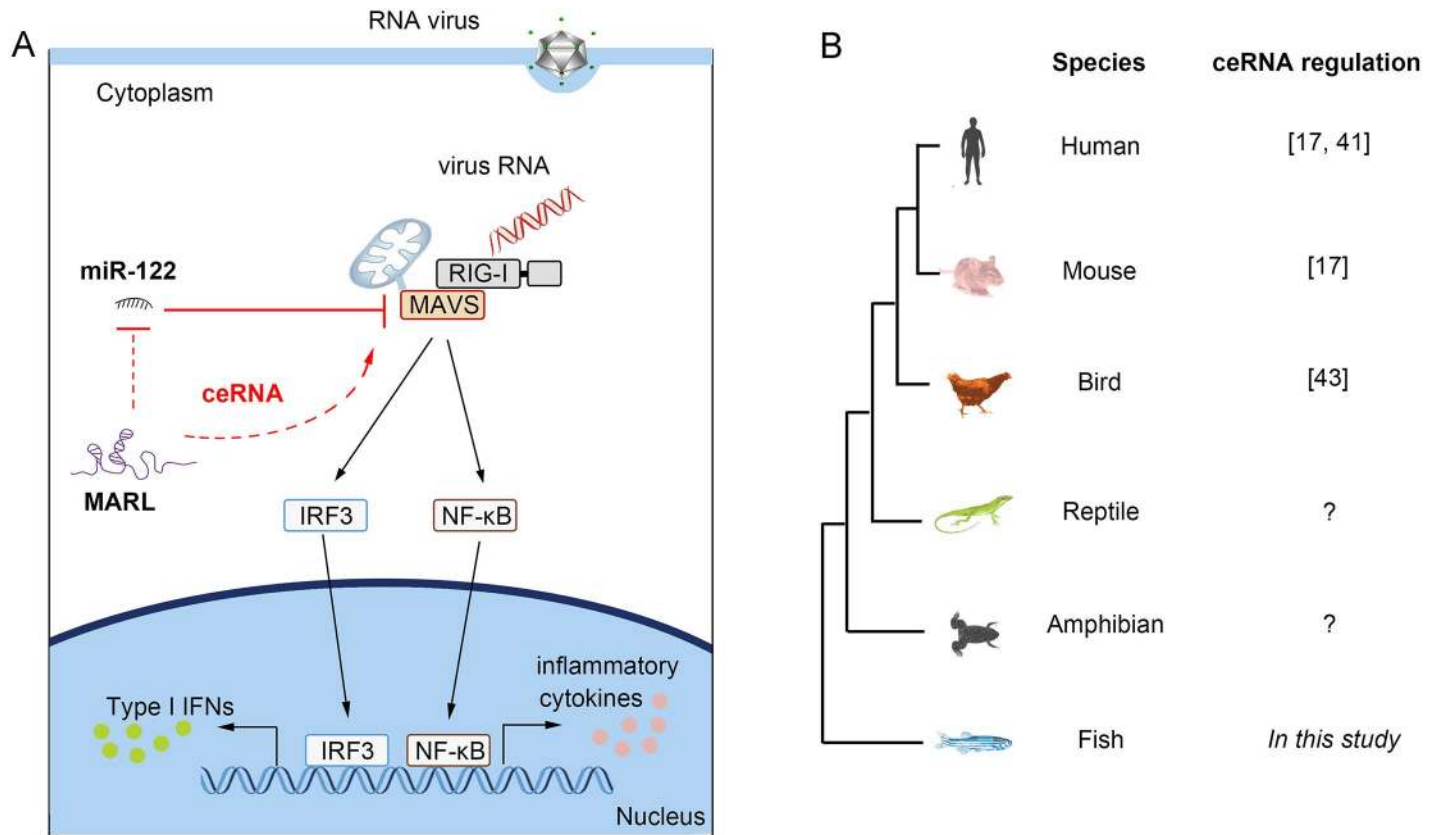 A
RNA virus
Cytoplasm
virus RNA
miR-122
RIG-I
MAVS
ceRNA
MARL
IRF3
NF-κB
inflammatory
cytokines
Type I IFNs
IRF3
NF-κB
Nucleus
B
Species ceRNA regulation
Human [17, 41]
Mouse [17]
Bird [43]
Reptile ?
Amphibian ?
Fish In this study